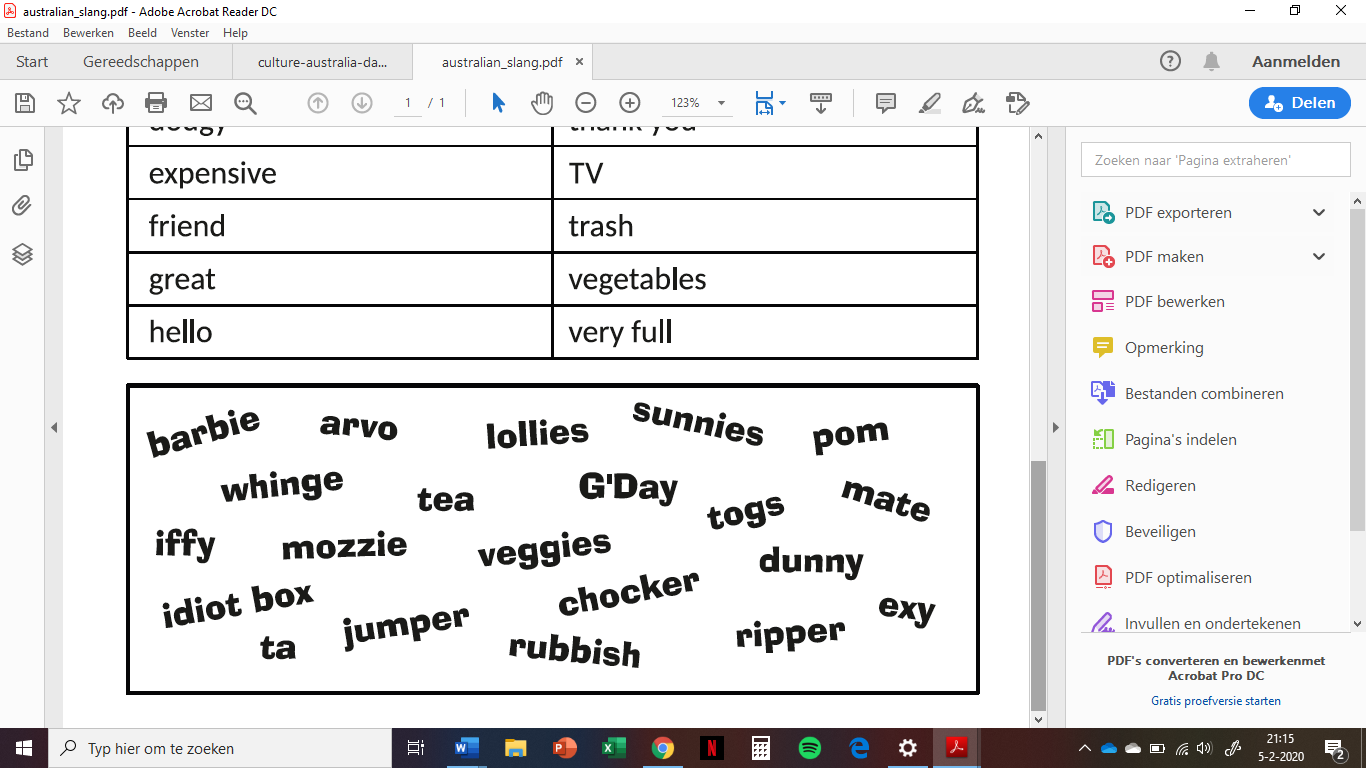 australian_slang.pdf - Adobe Acrobat Reader DC
Bestand Bewerken Beeld Venster Help
Start Gereedschappen culture-australia-da... australian_slang.pdf × Aanmelden
1 / 1 123% Delen
dodgy thank you
expensive TV
friend trash
great vegetables
hello very full
barbie arvo lollies sunnies pom
whinge tea G'Day togs mate
iffy mozzie veggies dunny
idiot box chocker exy
ta jumper rubbish ripper
Zoeken naar 'Pagina extraheren'
PDF exporteren
PDF maken
PDF bewerken
Opmerking
Bestanden combineren
Pagina's indelen
Redigeren
Beveiligen
PDF optimaliseren
Invullen en ondertekenen
PDF's converteren en bewerkenmet
Acrobat Pro DC
Gratis proefversie starten
Typ hier om te zoeken
21:15
5-2-2020
2